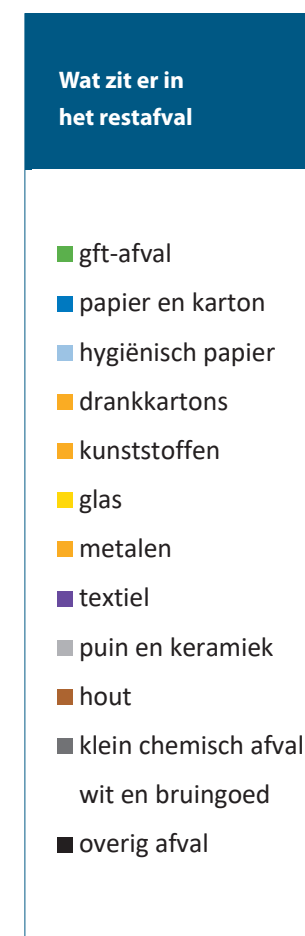 Wat zit er in
het restafval
gft-afval
papier en karton
hygiënisch papier
drankkartons
kunststoffen
glas
metalen
textiel
puin en keramiek
hout
klein chemisch afval
wit en bruingoed
overig afval